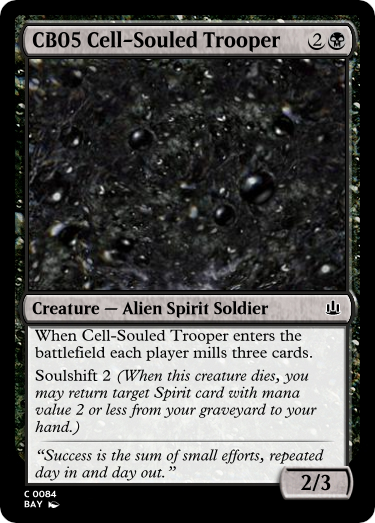 CB05 Cell-Souled Trooper 2
Creature — Alien Spirit Soldier
When Cell-Souled Trooper enters the
battlefield each player mills three cards.
Soulshift 2 (When this creature dies, you
may return target Spirit card with mana
value 2 or less from your graveyard to your
hand.)
“Success is the sum of small efforts, repeated
day in and day out.”
2/3
C 0084
BAY